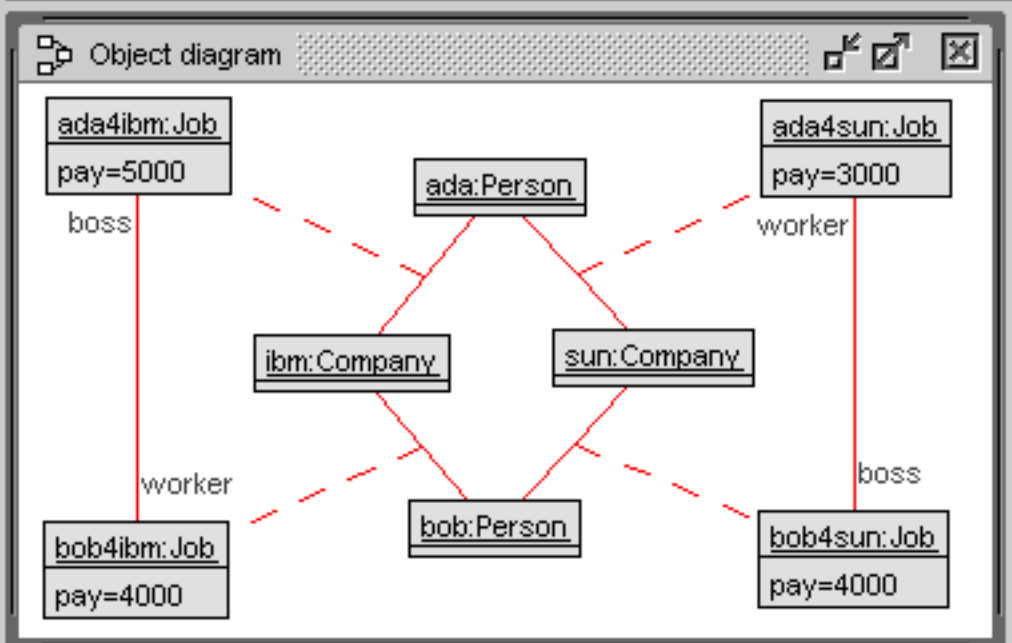 Object diagram
ada4ibm:Job
pay=5000
ada4sun:Job
pay=3000
ada:Person
boss
worker
ibm:Company
sun:Company
worker
boss
bob4ibm:Job
pay=4000
bob:Person
bob4sun:Job
pay=4000